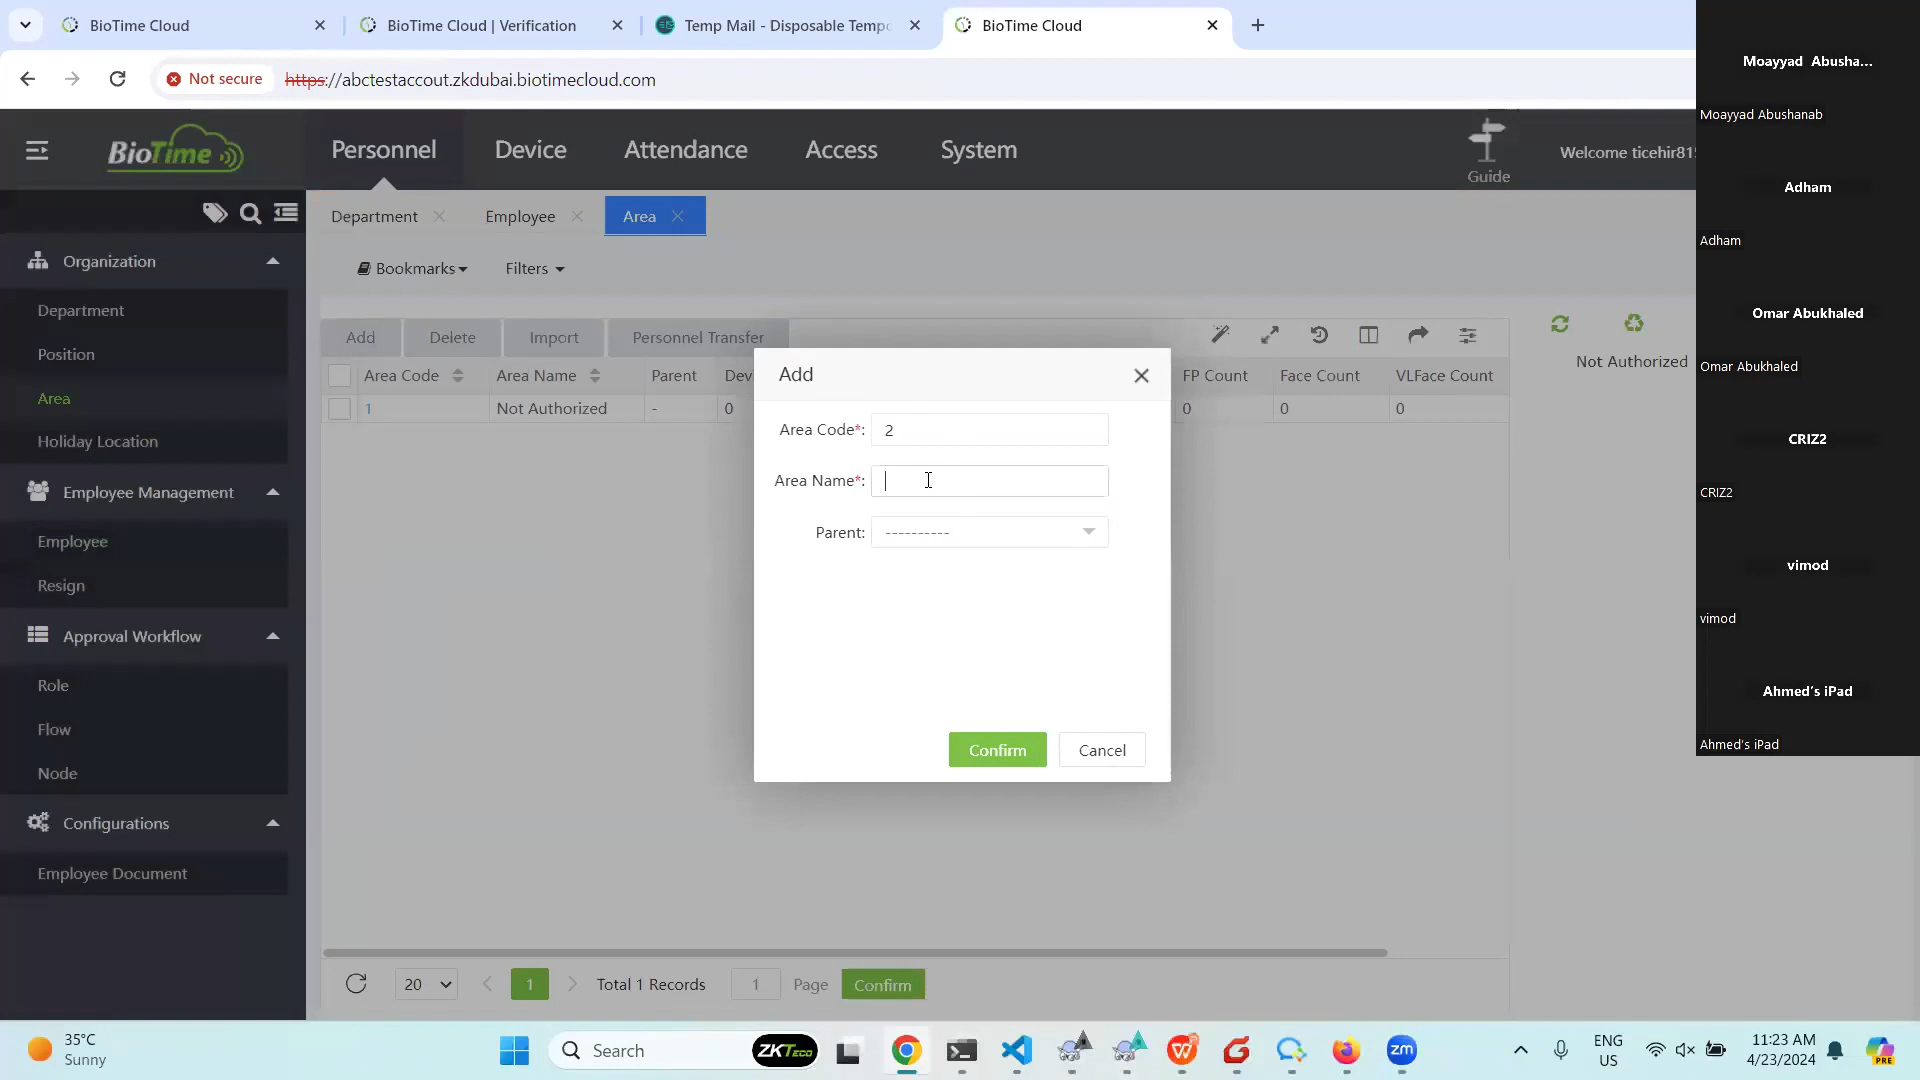 BioTime Cloud
BioTime Cloud | Verification
Temp Mail - Disposable Tempo
BioTime Cloud
Not secure
https://abctestaccout.zkdubai.biotimecloud.com
BioTime
Personnel
Device
Attendance
Access
System
Guide
Welcome ticehir81
Department
Employee
Area
Bookmarks
Filters
Organization
Department
Position
Area
Holiday Location
Employee Management
Employee
Resign
Approval Workflow
Role
Flow
Node
Configurations
Employee Document
Add
Delete
Import
Personnel Transfer
Area Code
Area Name
Parent
Dev
FP Count
Face Count
VLFace Count
1
Not Authorized
-
0
0
0
0
Not Authorized
Add
Area Code*:
2
Area Name*:
Parent:
----------
Confirm
Cancel
20
1
Total 1 Records
1
Page
Confirm
Moayyad Abusha...
Moayyad Abushanab
Adham
Adham
Omar Abukhaled
Omar Abukhaled
CRIZ2
CRIZ2
vimod
vimod
Ahmed's iPad
Ahmed's iPad
35°C
Sunny
Search
ZKTeco
zm
ENG
US
11:23 AM
4/23/2024
PRE